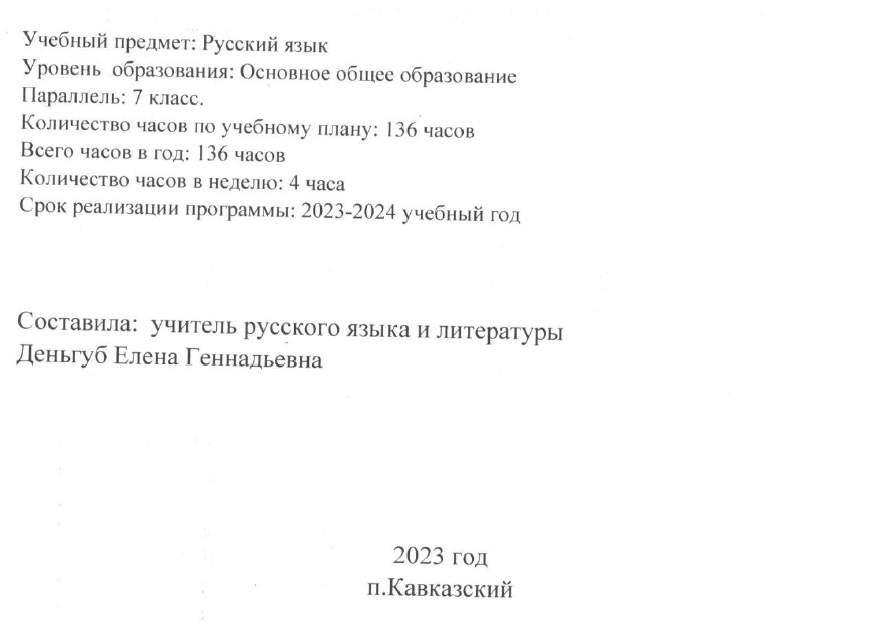 Учебный предмет: Русский язык
Уровень образования: Основное общее образование
Параллель: 7 класс.
Количество часов по учебному плану: 136 часов
Всего часов в год: 136 часов
Количество часов в неделю: 4 часа
Срок реализации программы: 2023-2024 учебный год
Составила: учитель русского языка и литературы
Деньгуб Елена Геннадьевна
2023 год
п.Кавказский